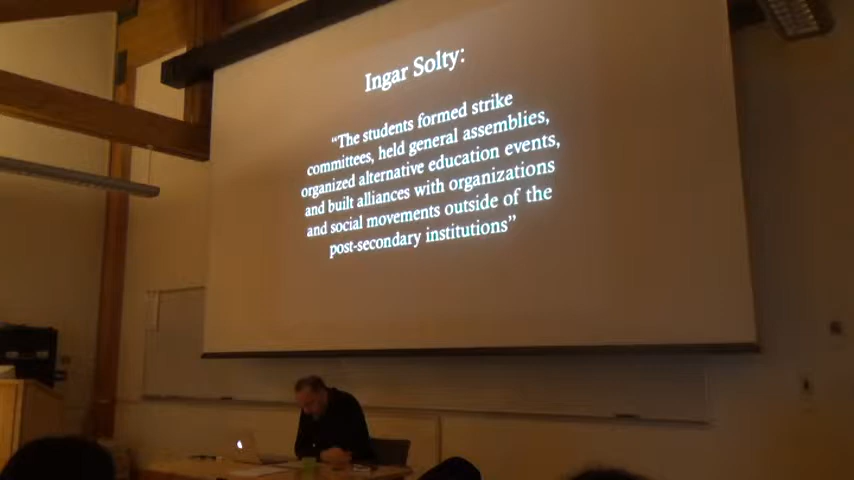 Ingar Solty:
“The students formed strike
committees, held general assemblies,
organized alternative education events,
and built alliances with organizations
and social movements outside of the
post-secondary institutions”